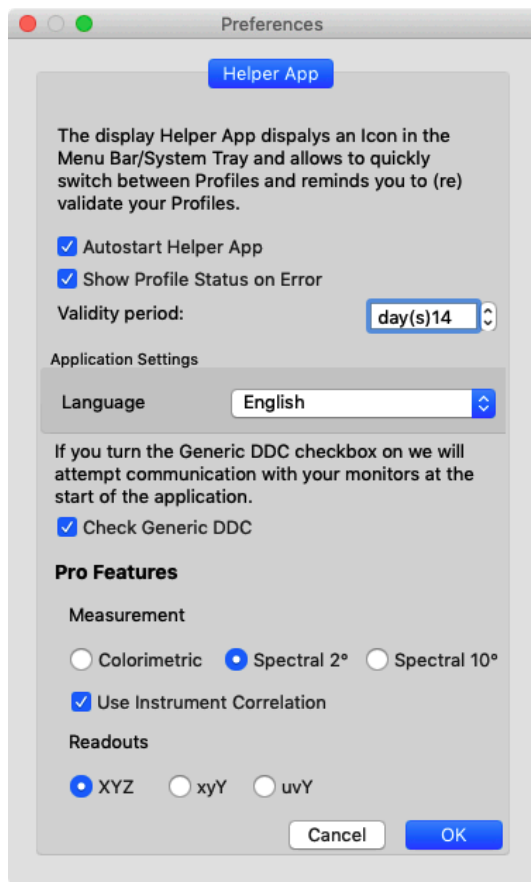 Preferences
Helper App
The display Helper App dispalys an Icon in the
Menu Bar/System Tray and allows to quickly
switch between Profiles and reminds you to (re)
validate your Profiles.
Autostart Helper App
Show Profile Status on Error
Validity period: day(s)14
Application Settings
Language English
If you turn the Generic DDC checkbox on we will
attempt communication with your monitors at the
start of the application.
Check Generic DDC
Pro Features
Measurement
Colorimetric Spectral 2° Spectral 10°
Use Instrument Correlation
Readouts
XYZ xyY uvY
Cancel OK